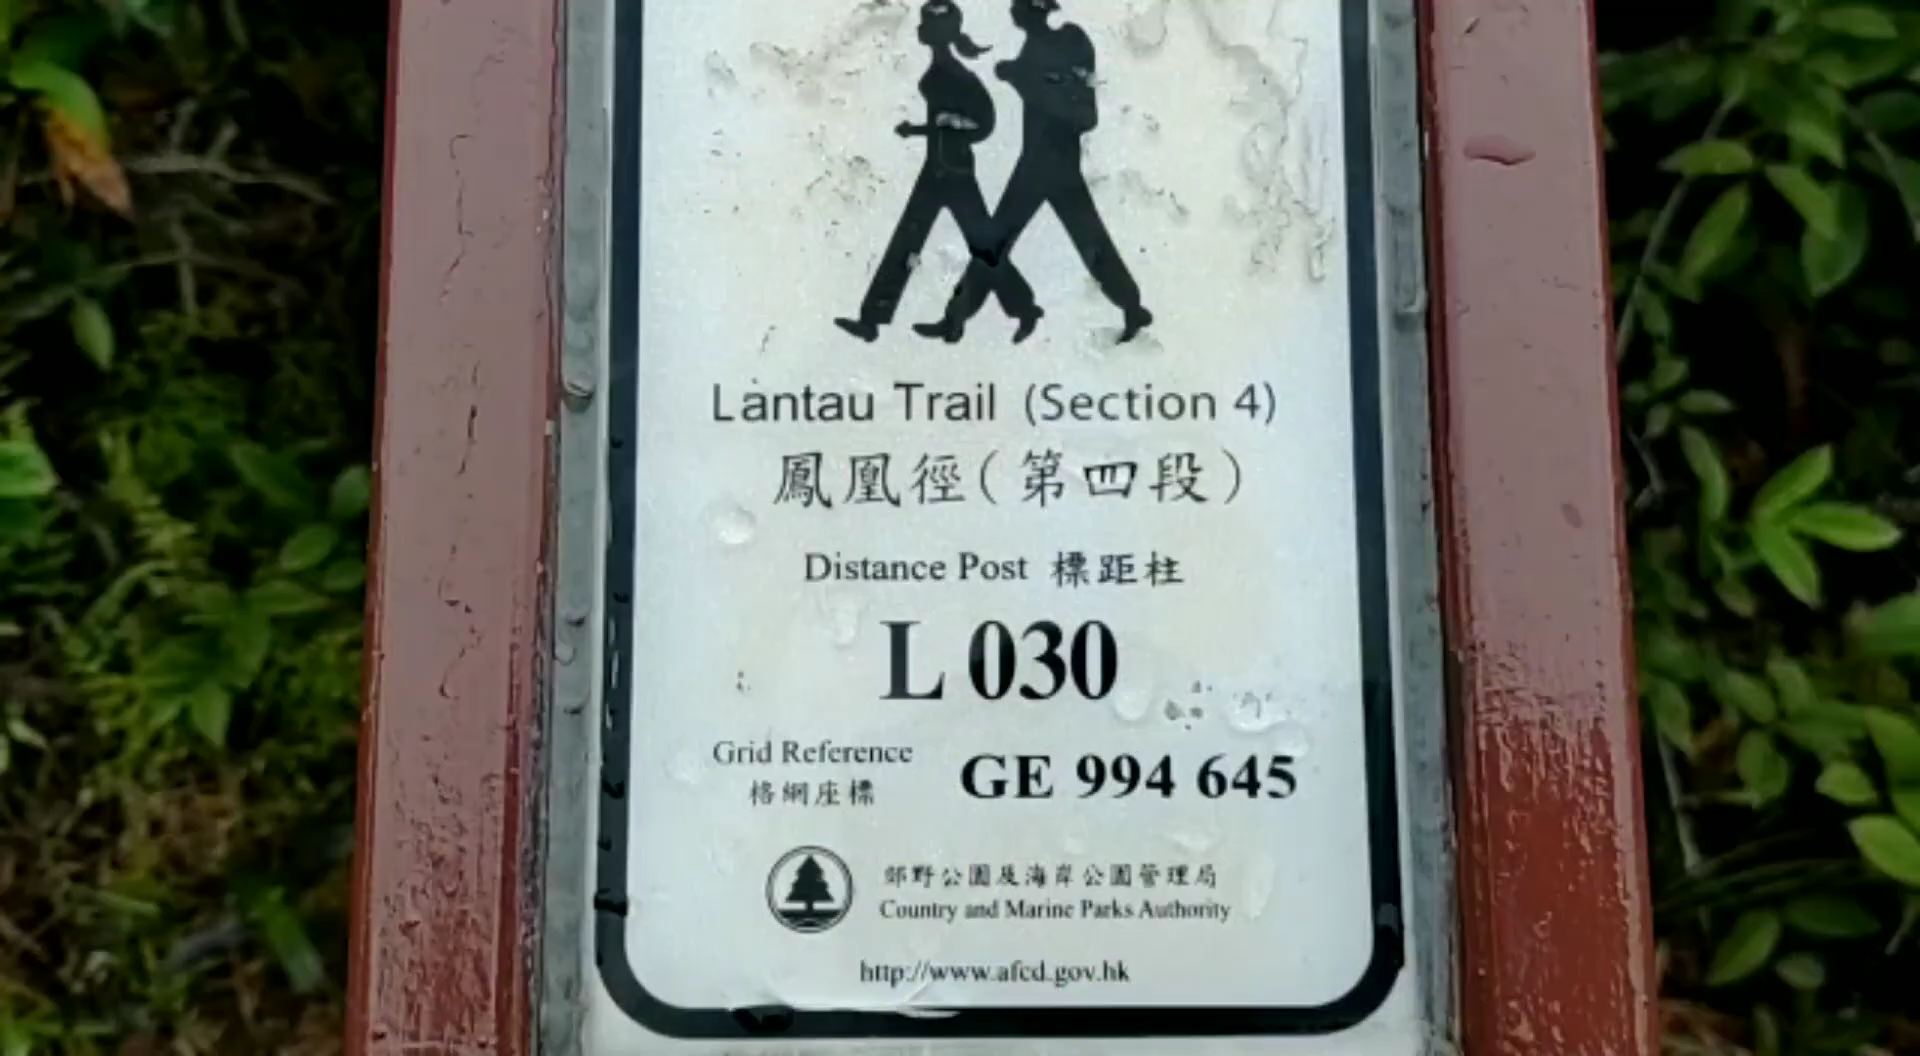 Lantau Trail (Section 4)
鳳凰徑(第四段)
Distance Post 標距柱
L 030
Grid Reference GE 994 645
格網座標
郊野公園及海岸公園管理局
Country and Marine Parks Authority
http://www.afcd.gov.hk